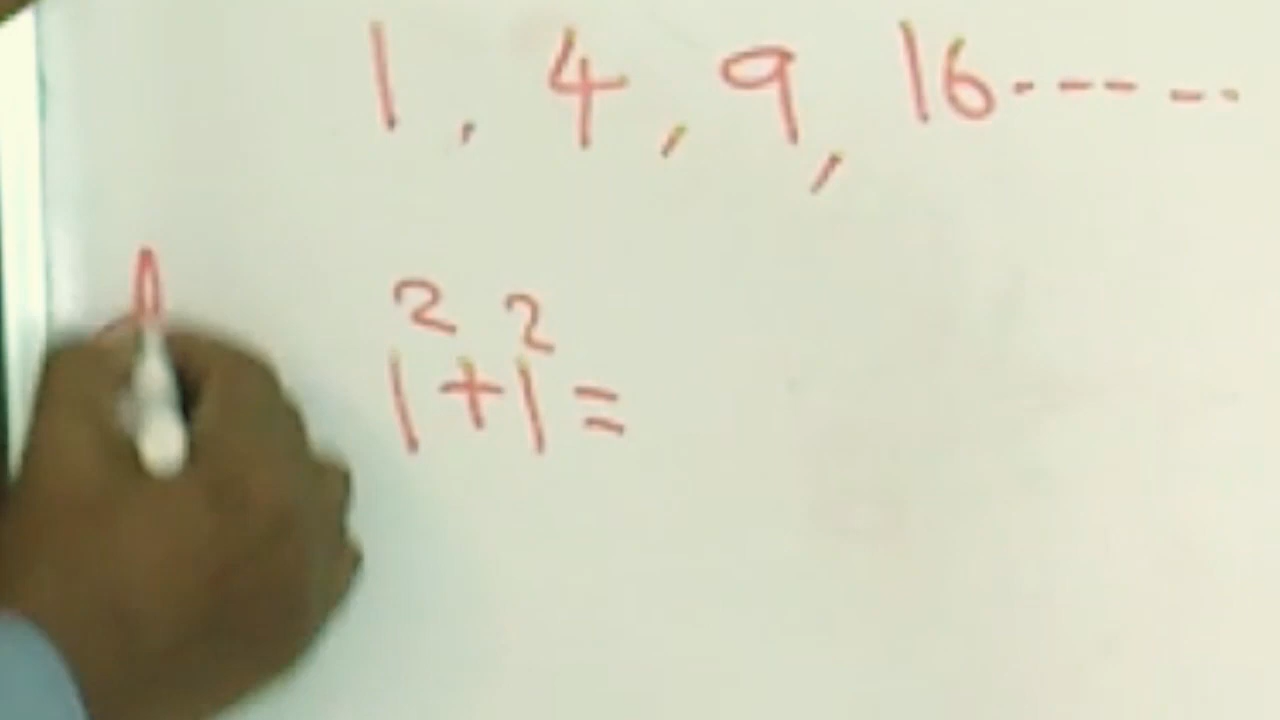 1, 4, 9, 16------
1²+1²=